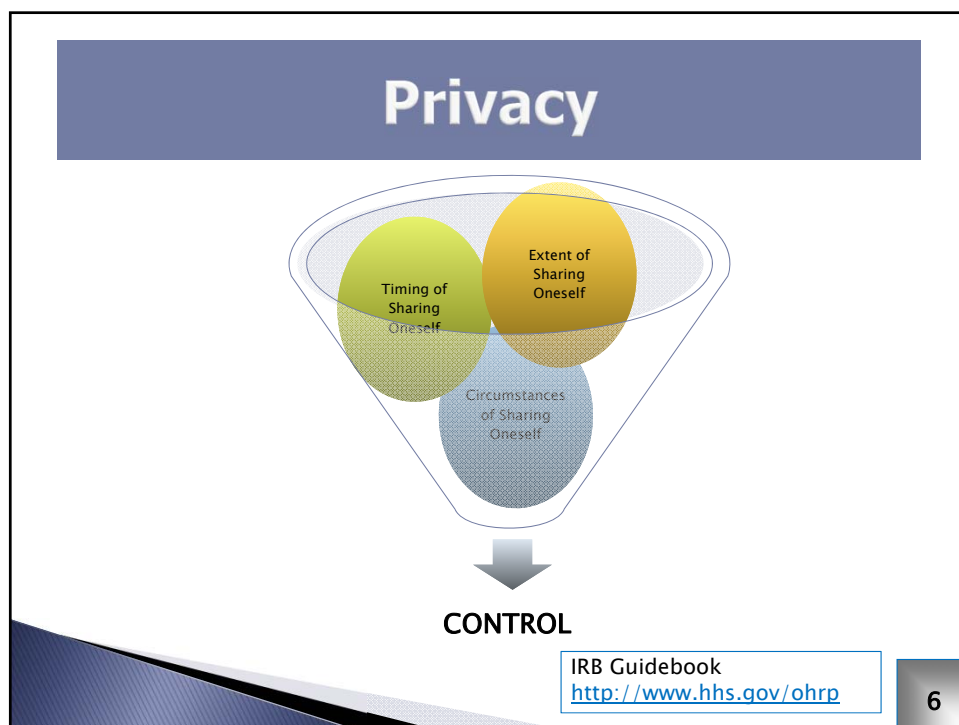 Privacy
Timing of
Sharing
Oneself
Extent of
Sharing
Oneself
Circumstances
of Sharing
Oneself
CONTROL
IRB Guidebook
http://www.hhs.gov/ohrp
6